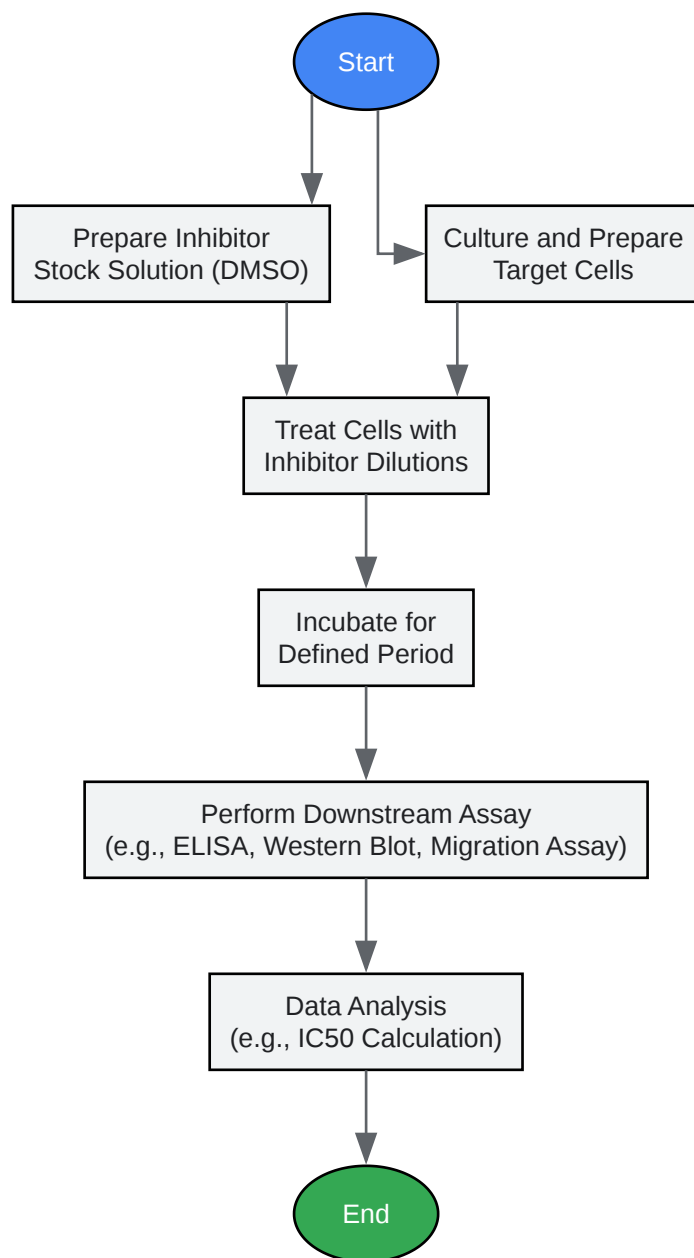 Start
Prepare Inhibitor
Stock Solution (DMSO)
Culture and Prepare
Target Cells
Treat Cells with
Inhibitor Dilutions
Incubate for
Defined Period
Perform Downstream Assay
(e.g., ELISA, Western Blot, Migration Assay)
Data Analysis
(e.g., IC50 Calculation)
End